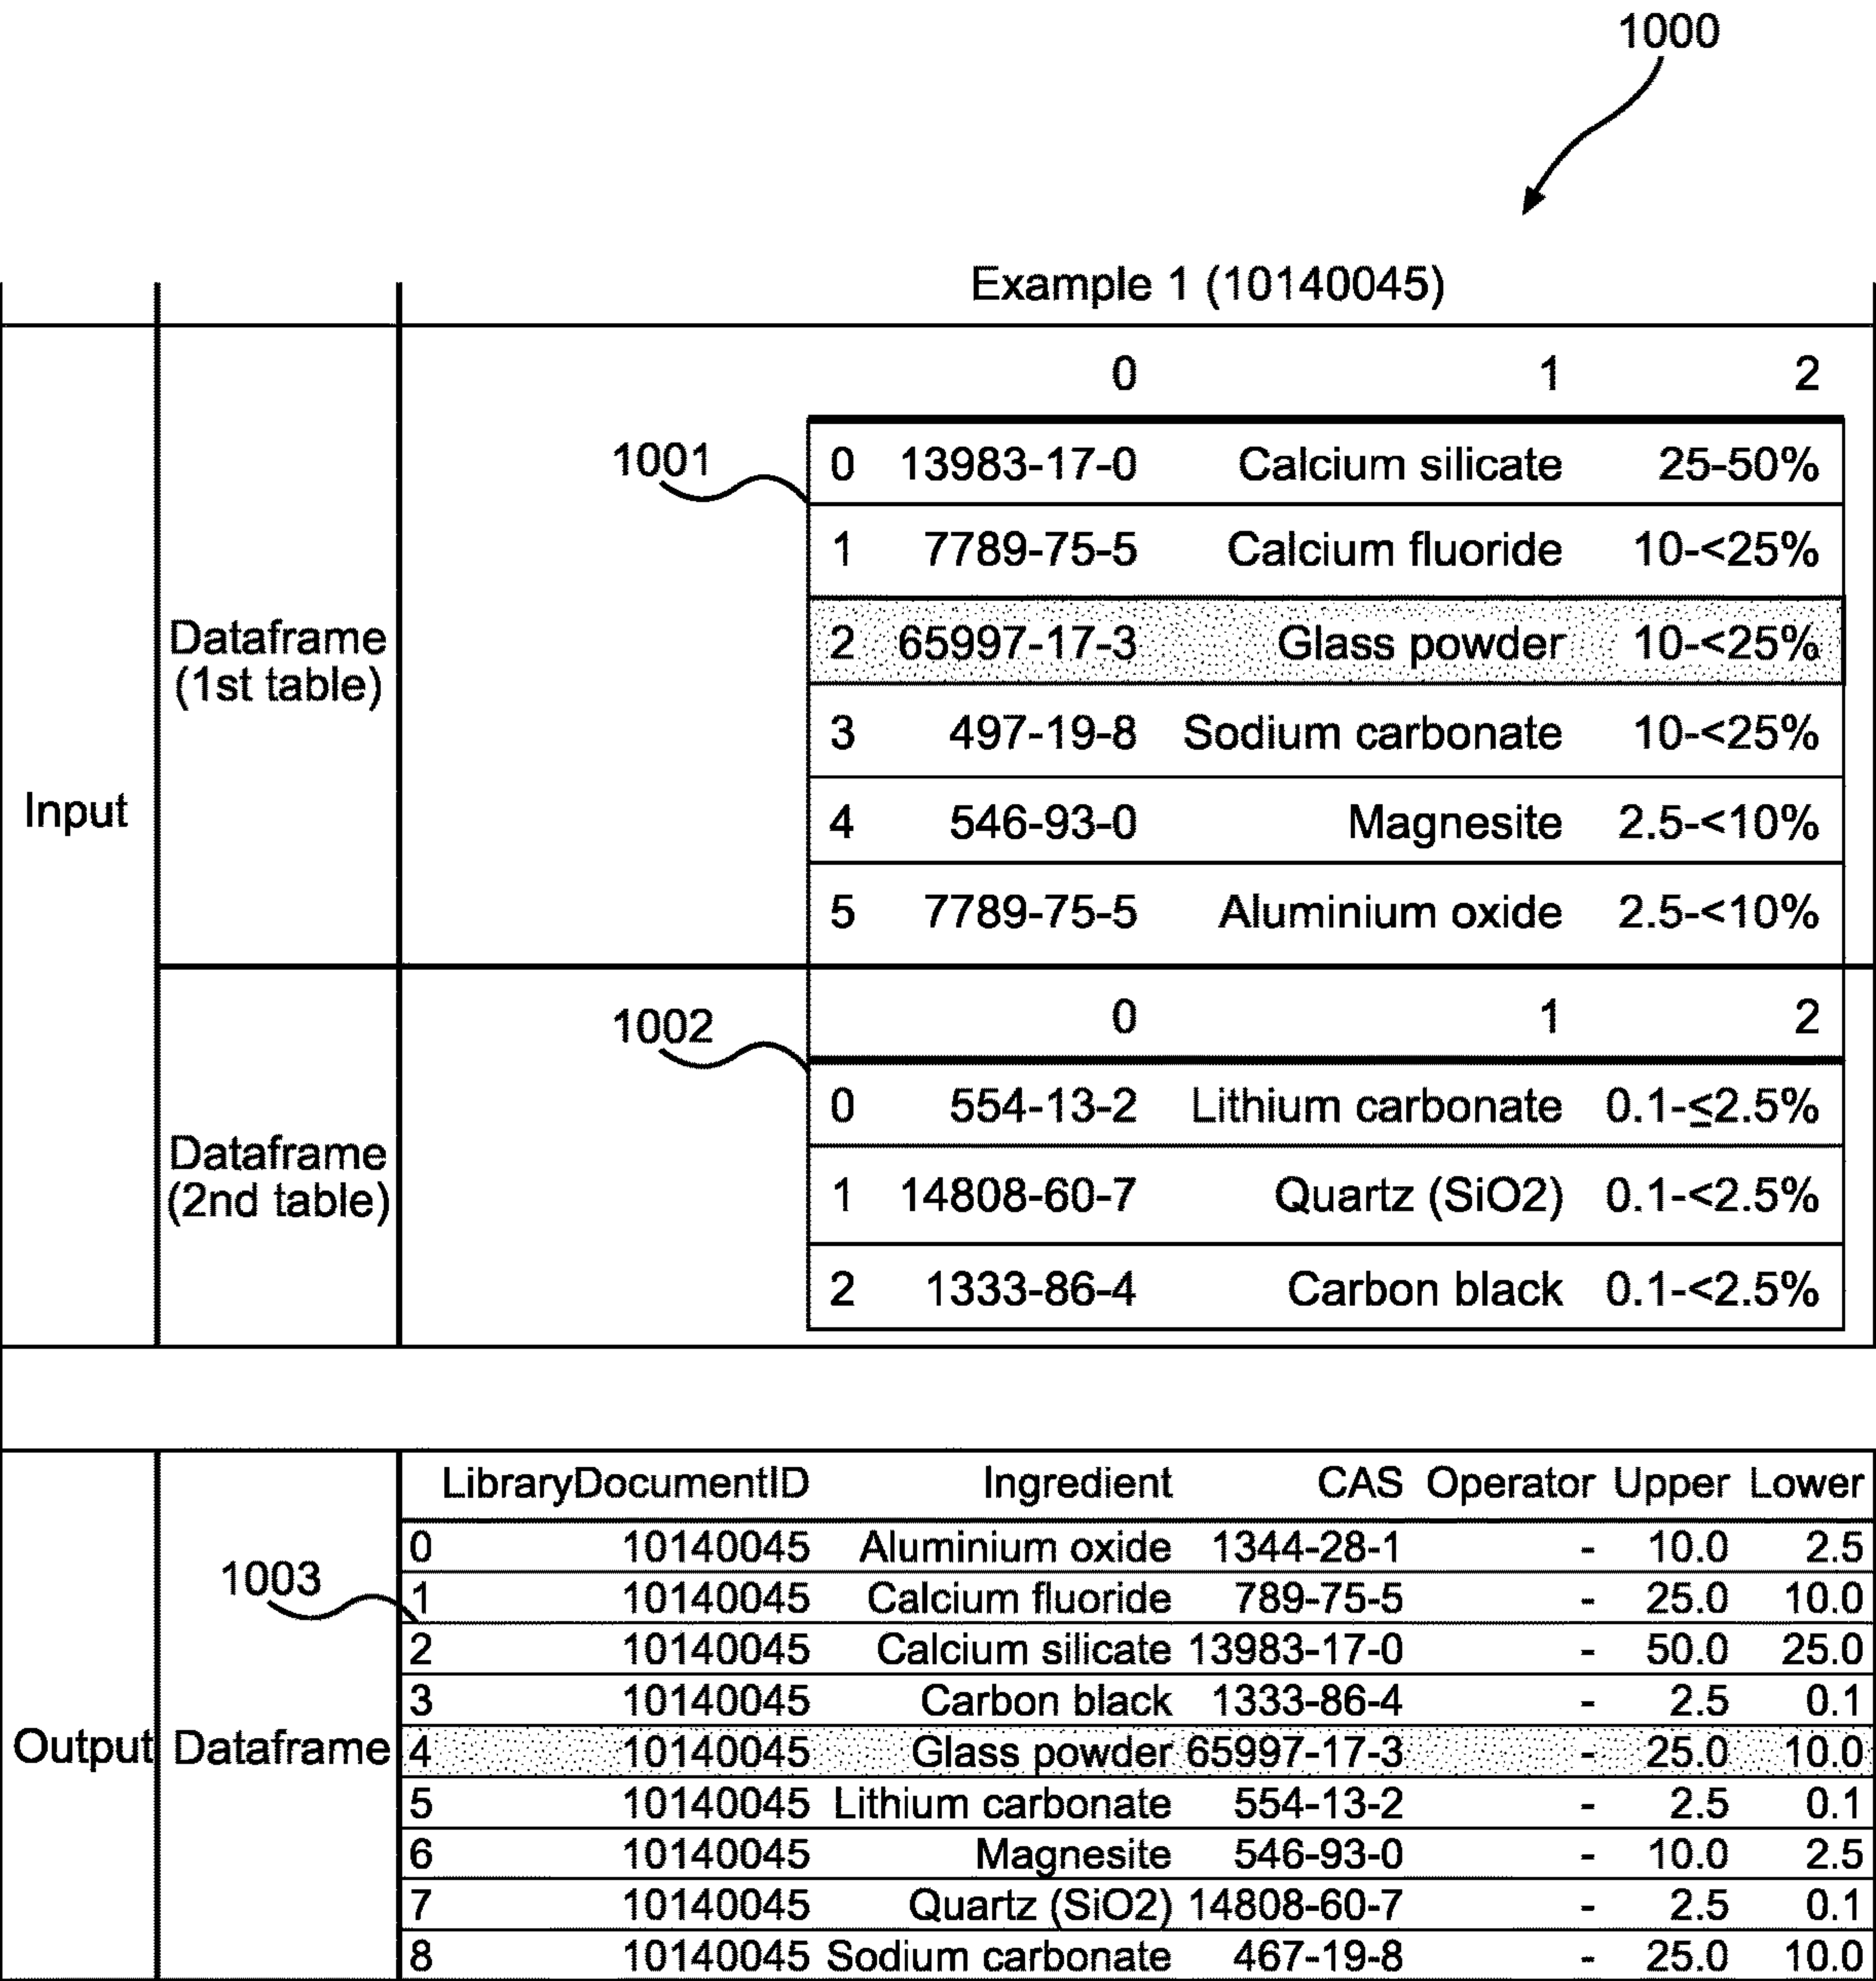 1000
Example 1 (10140045)
0 1 2
1001
0 13983-17-0 Calcium silicate 25-50%
1 7789-75-5 Calcium fluoride 10-<25%
Dataframe
(1st table)
2 65997-17-3 Glass powder 10-<25%
3 497-19-8 Sodium carbonate 10-<25%
Input
4 546-93-0 Magnesite 2.5-<10%
5 7789-75-5 Aluminium oxide 2.5-<10%
1002
0 1 2
0 554-13-2 Lithium carbonate 0.1-≤2.5%
Dataframe
(2nd table)
1 14808-60-7 Quartz (SiO2) 0.1-<2.5%
2 1333-86-4 Carbon black 0.1-<2.5%
LibraryDocumentID Ingredient CAS Operator Upper Lower
0 10140045 Aluminium oxide 1344-28-1 - 10.0 2.5
1003
1 10140045 Calcium fluoride 789-75-5 - 25.0 10.0
2 10140045 Calcium silicate 13983-17-0 - 50.0 25.0
3 10140045 Carbon black 1333-86-4 - 2.5 0.1
Output Dataframe 4 10140045 Glass powder 65997-17-3 - 25.0 10.0
5 10140045 Lithium carbonate 554-13-2 - 2.5 0.1
6 10140045 Magnesite 546-93-0 - 10.0 2.5
7 10140045 Quartz (SiO2) 14808-60-7 - 2.5 0.1
8 10140045 Sodium carbonate 467-19-8 - 25.0 10.0